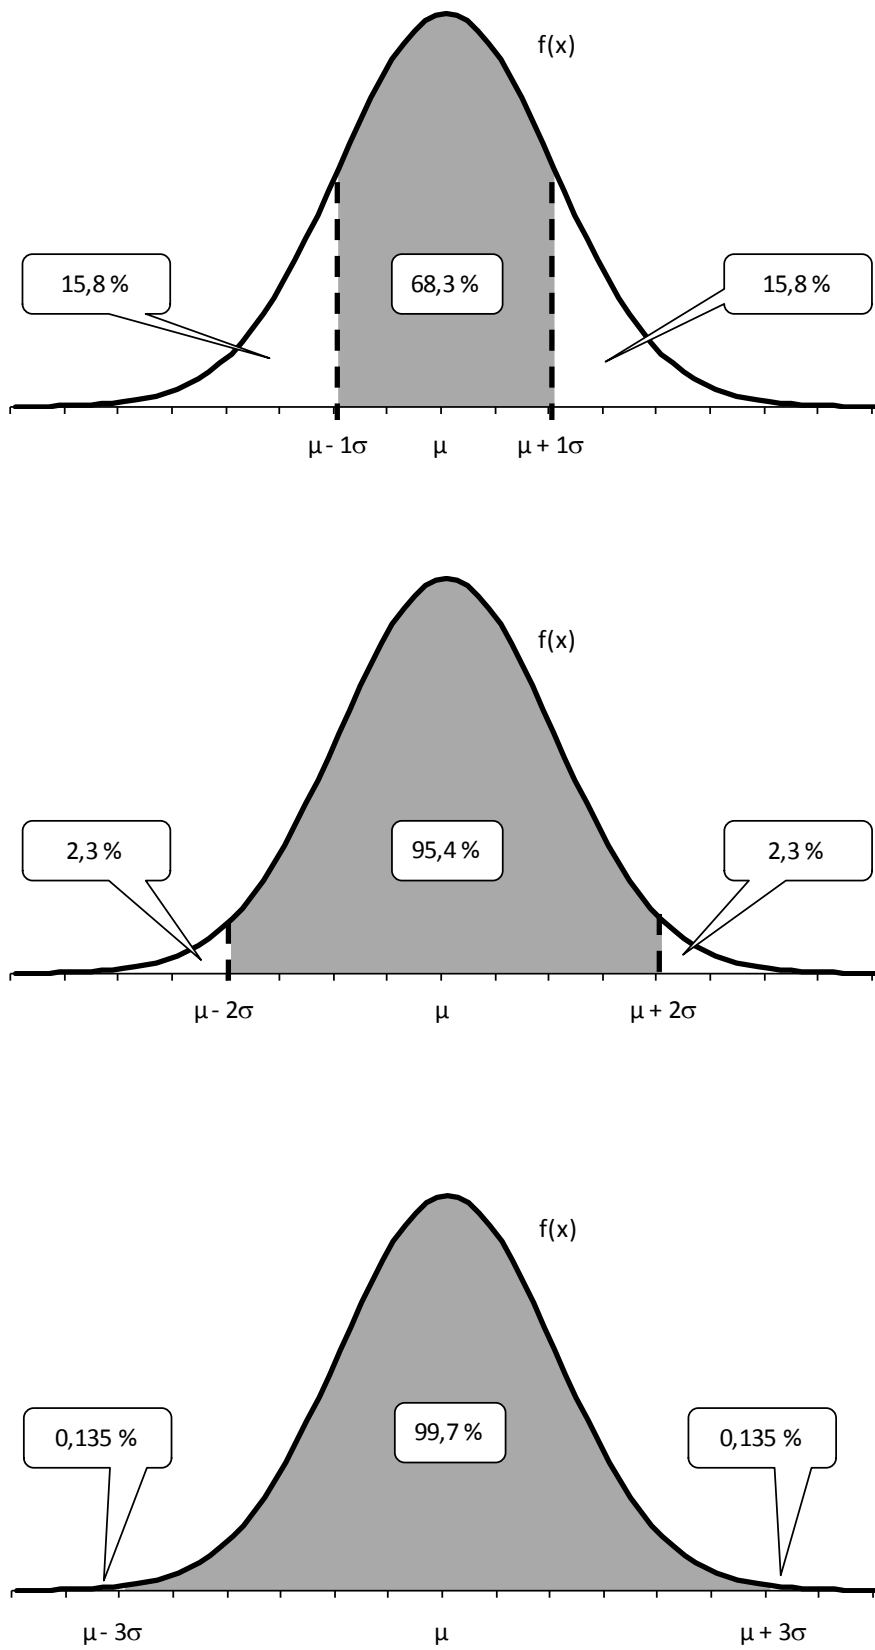 f(x)
15,8 %
68,3 %
15,8 %
μ - 1σ
μ
μ + 1σ
f(x)
2,3 %
95,4 %
2,3 %
μ - 2σ
μ
μ + 2σ
f(x)
0,135 %
99,7 %
0,135 %
μ - 3σ
μ
μ + 3σ